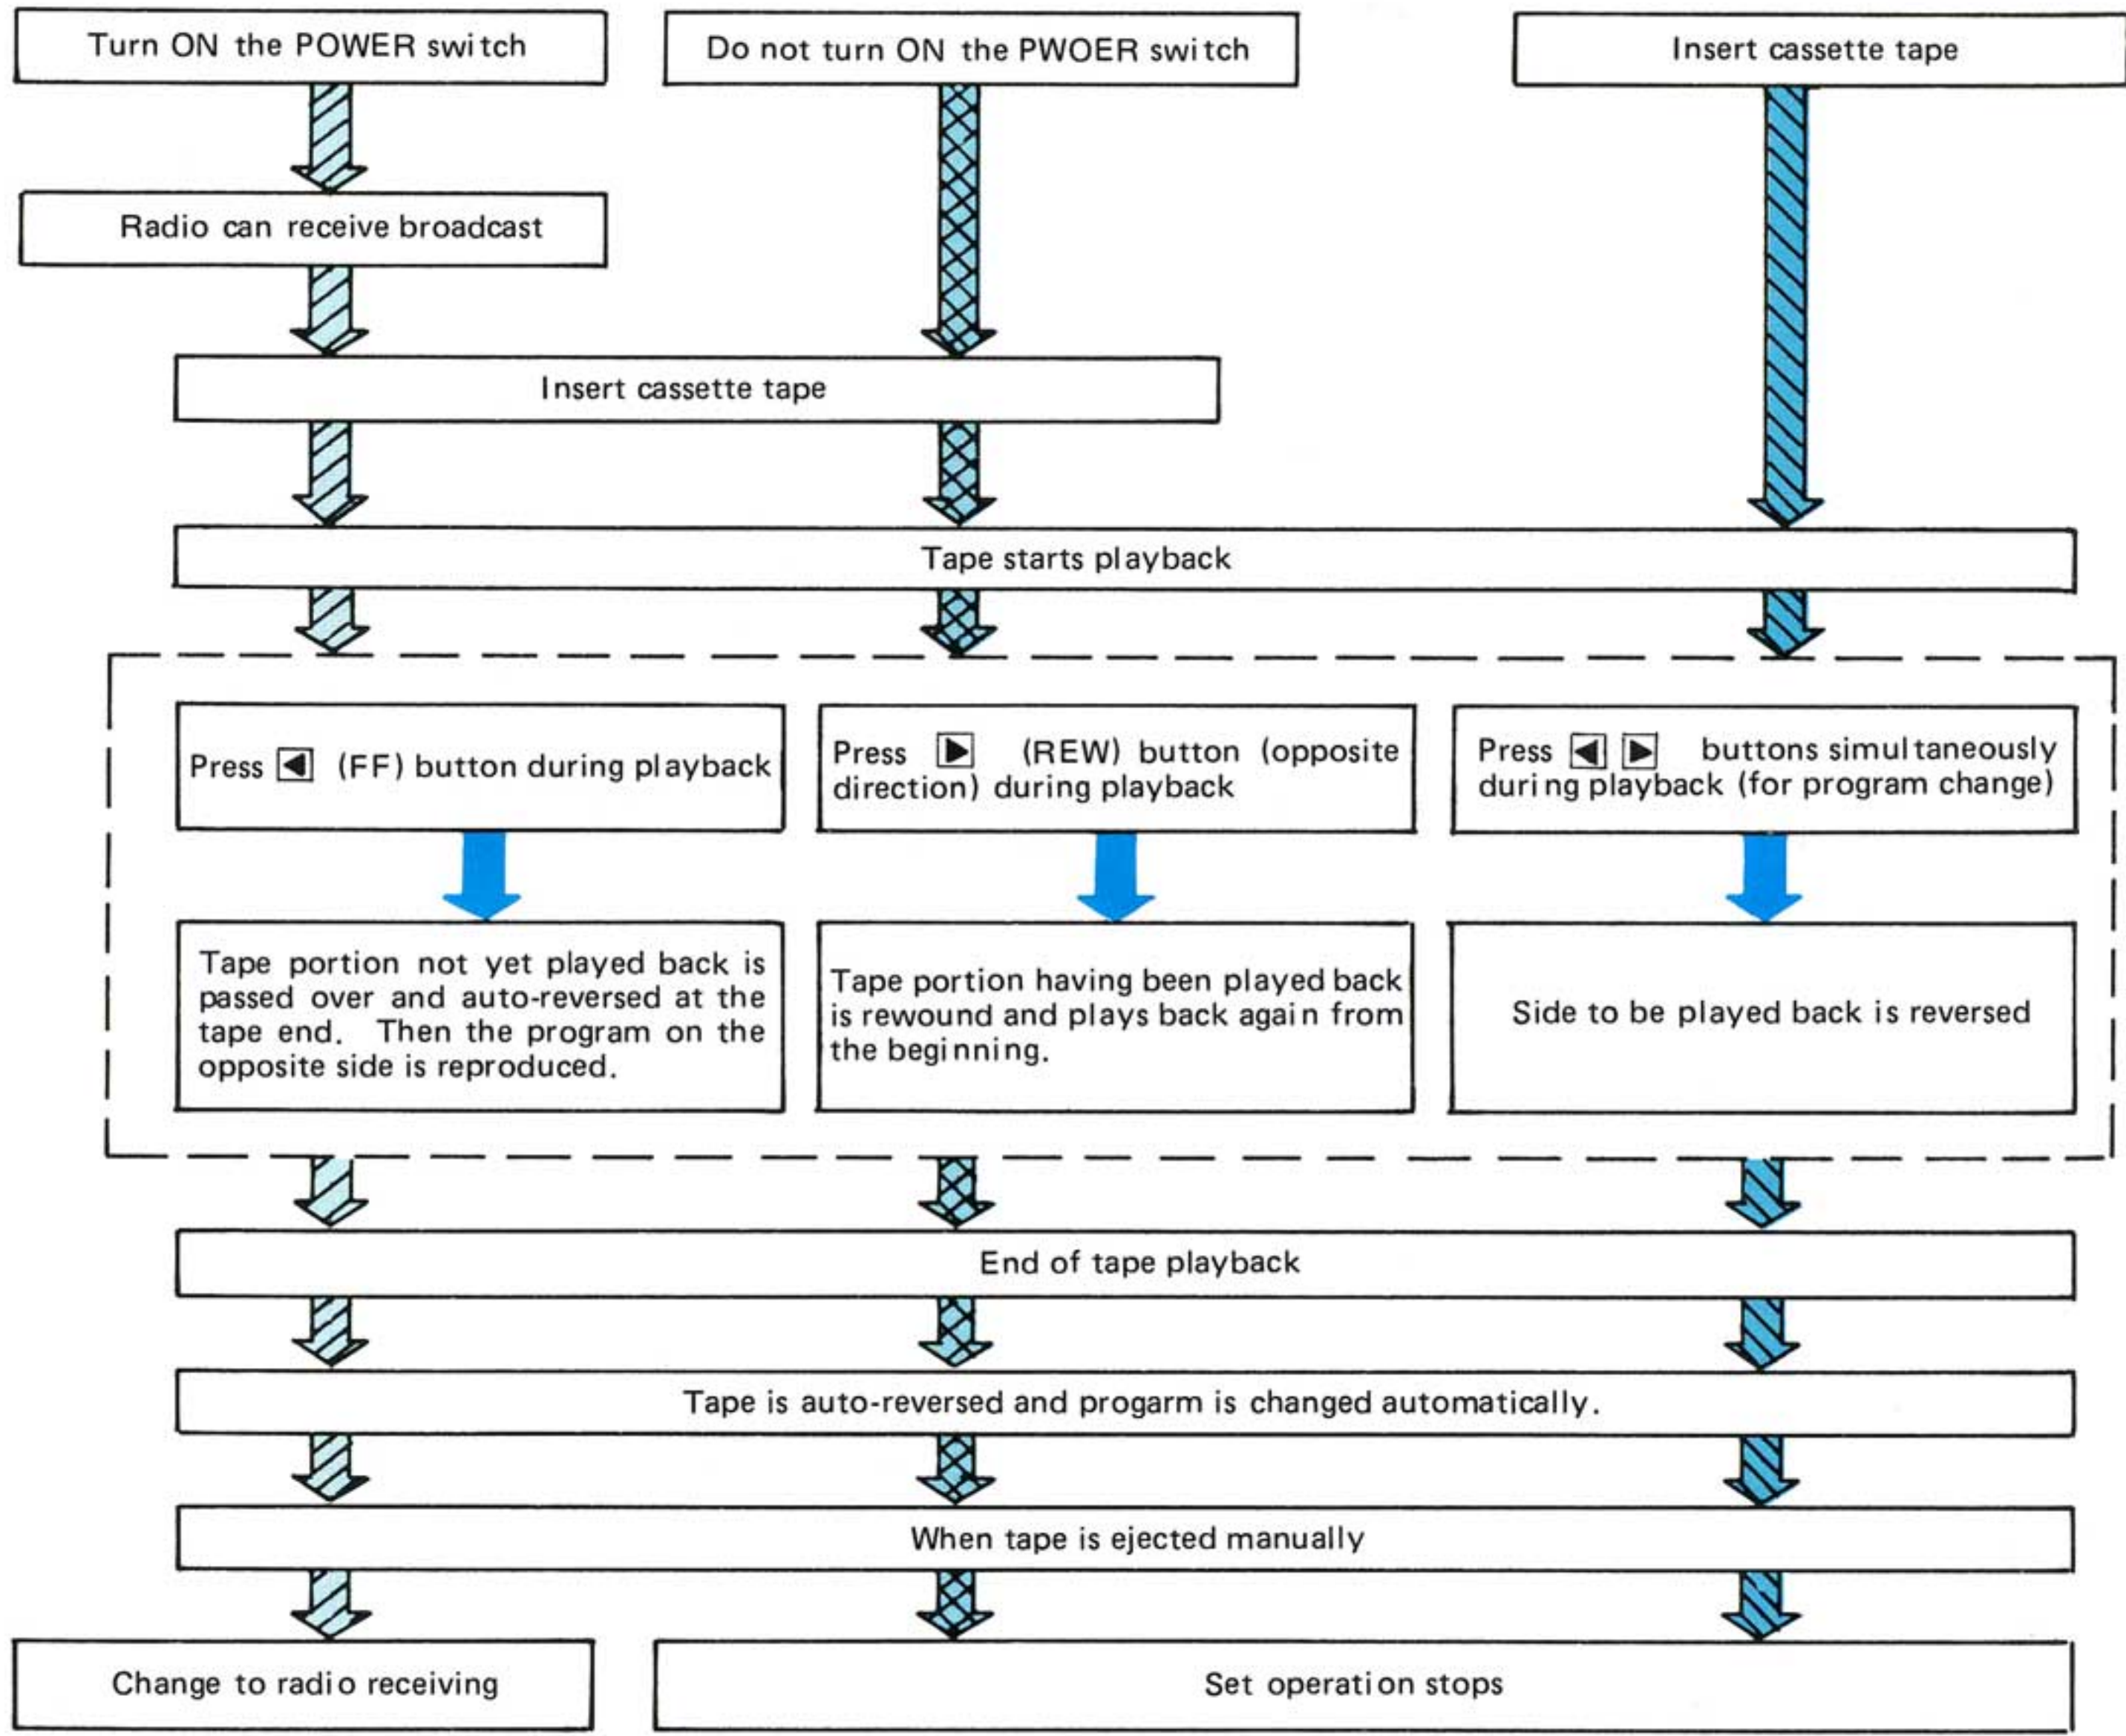 Turn ON the POWER switch
Do not turn ON the PWOER switch
Insert cassette tape
Radio can receive broadcast
Insert cassette tape
Tape starts playback
Press ◀ (FF) button during playback
Press ▶ (REW) button (opposite
direction) during playback
Press ◀ ▶ buttons simultaneously
during playback (for program change)
Tape portion not yet played back is
passed over and auto-reversed at the
tape end. Then the program on the
opposite side is reproduced.
Tape portion having been played back
is rewound and plays back again from
the beginning.
Side to be played back is reversed
End of tape playback
Tape is auto-reversed and progarm is changed automatically.
When tape is ejected manually
Change to radio receiving
Set operation stops